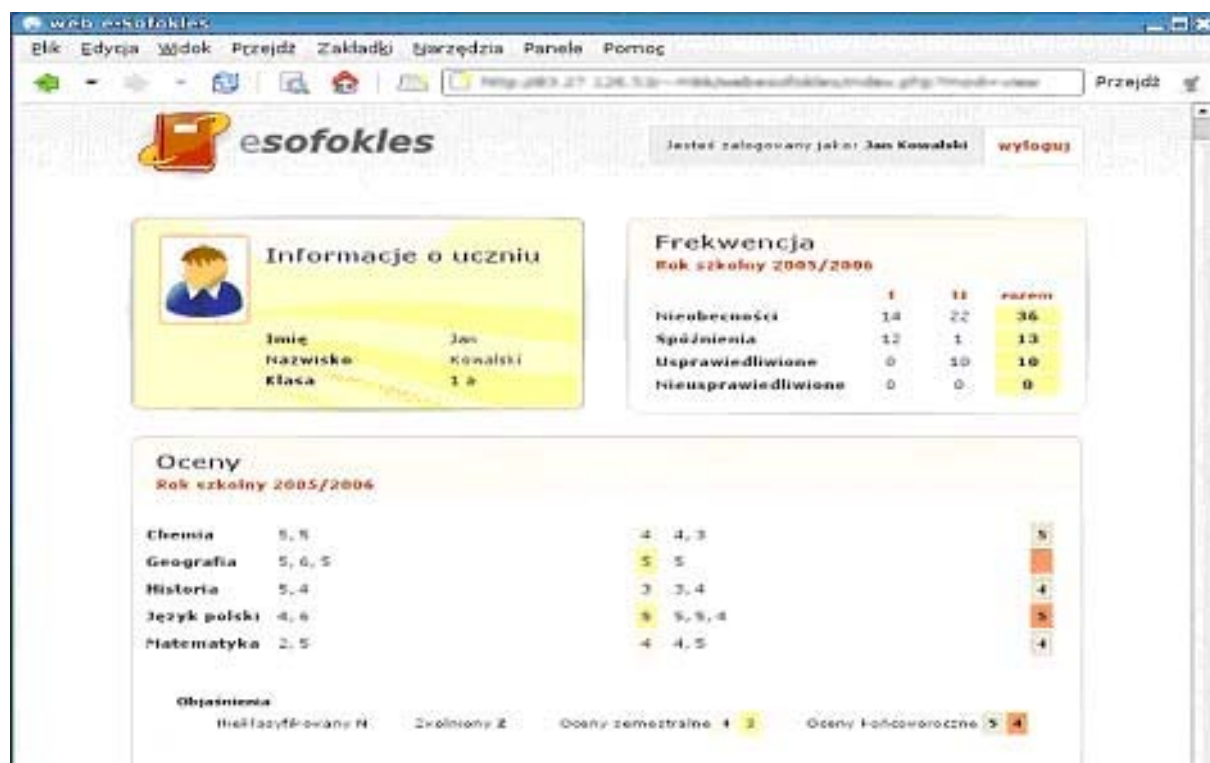 web e-Sofokles
Plik Edycja Widok Przejdź Zakładki Narzędzia Panele Pomoc
Przejdź
esofokles
Jesteś zalogowany jako: Jan Kowalski wyloguj
Informacje o uczniu
Imię Jan
Nazwisko Kowalski
Klasa 1 a
Frekwencja
Rok szkolny 2005/2006
I II razem
Nieobecności 14 22 36
Spóźnienia 12 1 13
Usprawiedliwione 0 10 10
Nieusprawiedliwione 0 0 0
Oceny
Rok szkolny 2005/2006
Chemia 5, 5 4 4, 3 5
Geografia 5, 6, 5 5 5
Historia 5, 4 3 3, 4 4
Język polski 4, 6 5 5, 5, 4 5
Matematyka 2, 5 4 4, 5 4
Objaśnienia
Nieklasyfikowany N Zwolniony Z Oceny semestralne 4 3 Oceny końcoworoczne 5 4